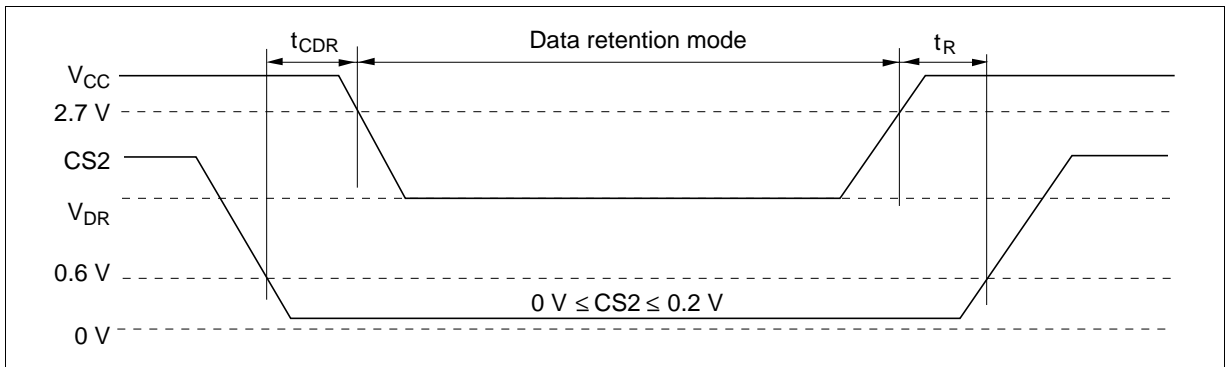 tCDR
Data retention mode
tR
VCC
2.7 V
CS2
VDR
0.6 V
0 V ≤ CS2 ≤ 0.2 V
0 V